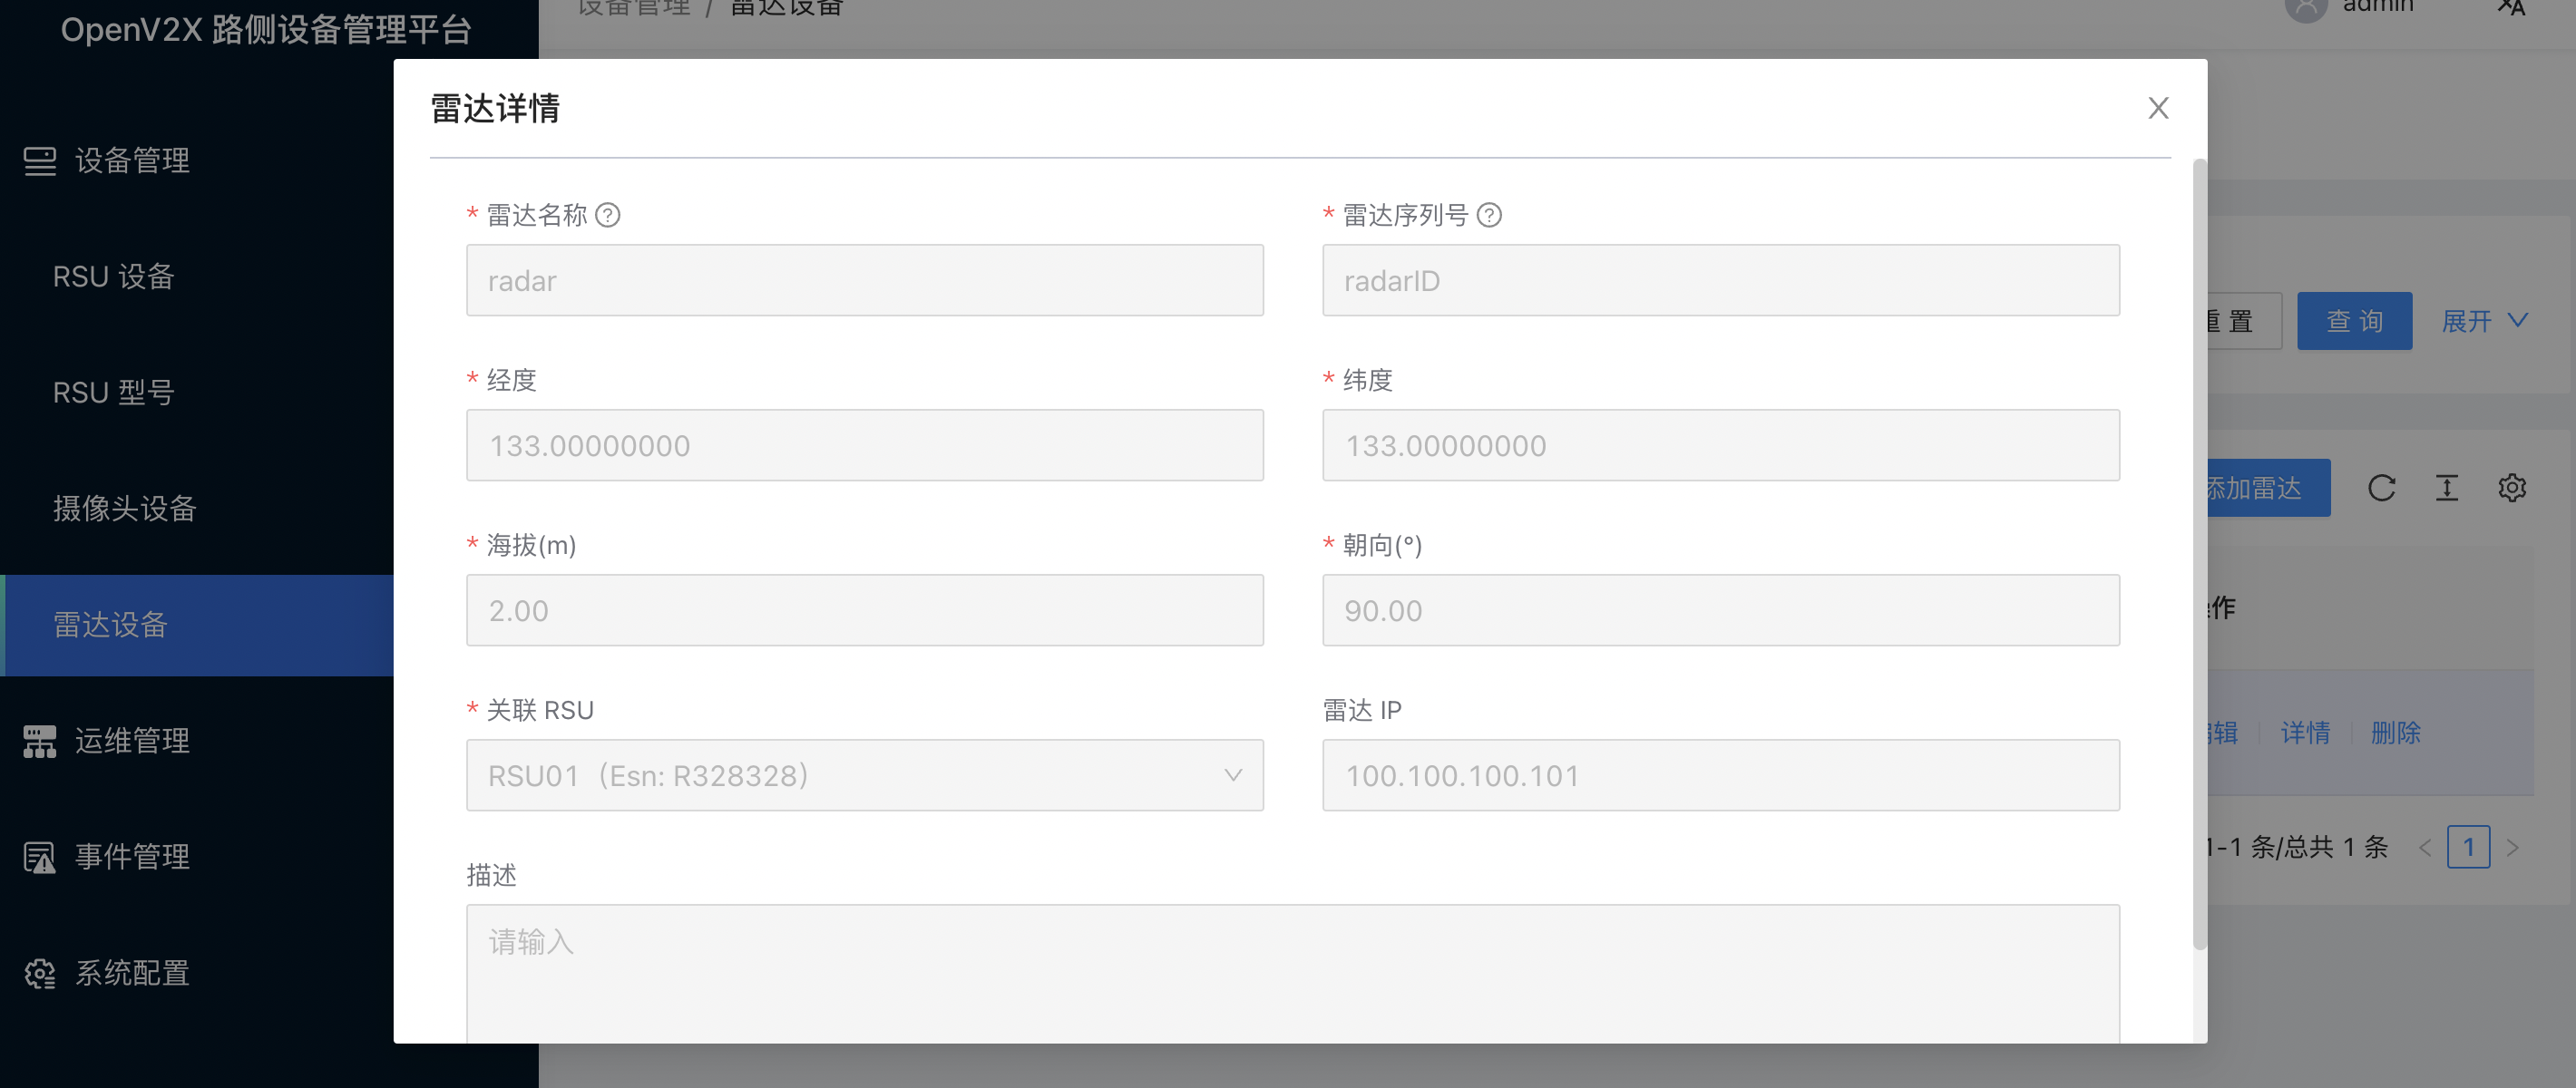 OpenV2X 路侧设备管理平台
设备管理 / 雷达设备
admin
设备管理
RSU 设备
RSU 型号
摄像头设备
雷达设备
运维管理
事件管理
系统配置
雷达详情
* 雷达名称
* 雷达序列号
radar
radarID
* 经度
* 纬度
133.00000000
133.00000000
* 海拔(m)
* 朝向(°)
2.00
90.00
* 关联 RSU
雷达 IP
RSU01（Esn: R328328）
100.100.100.101
描述
请输入
重 置
查 询
展开
添加雷达
操作
编辑
详情
删除
1-1 条/总共 1 条
1